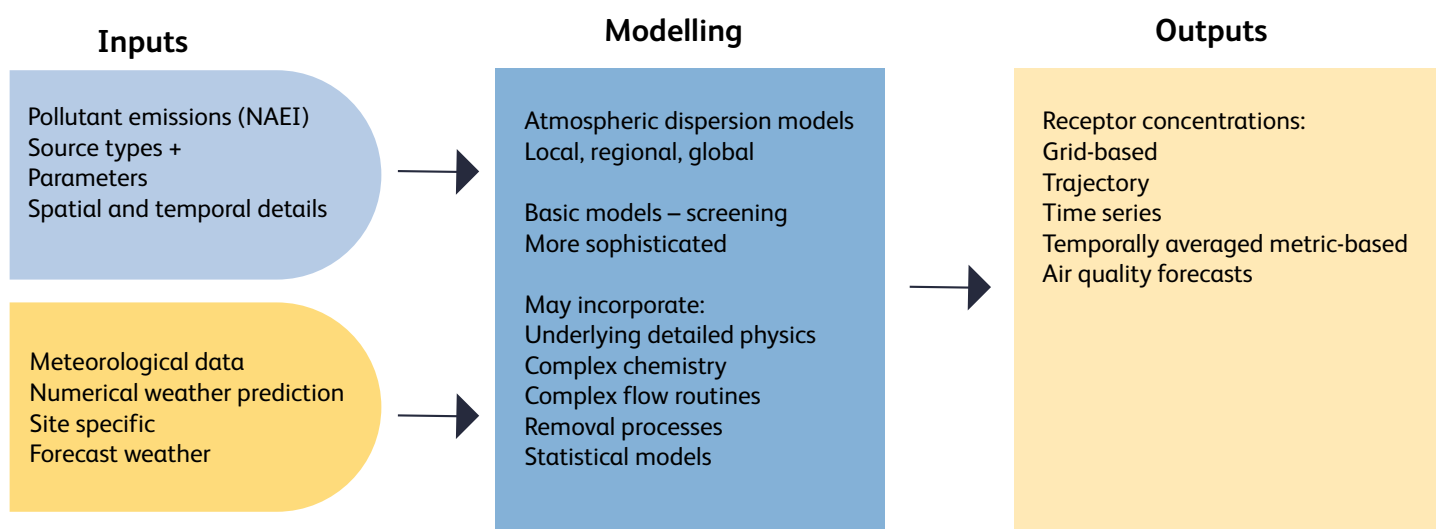 Inputs
Pollutant emissions (NAEI)
Source types +
Parameters
Spatial and temporal details
Meteorological data
Numerical weather prediction
Site specific
Forecast weather
Modelling
Atmospheric dispersion models
Local, regional, global
Basic models – screening
More sophisticated
May incorporate:
Underlying detailed physics
Complex chemistry
Complex flow routines
Removal processes
Statistical models
Outputs
Receptor concentrations:
Grid-based
Trajectory
Time series
Temporally averaged metric-based
Air quality forecasts